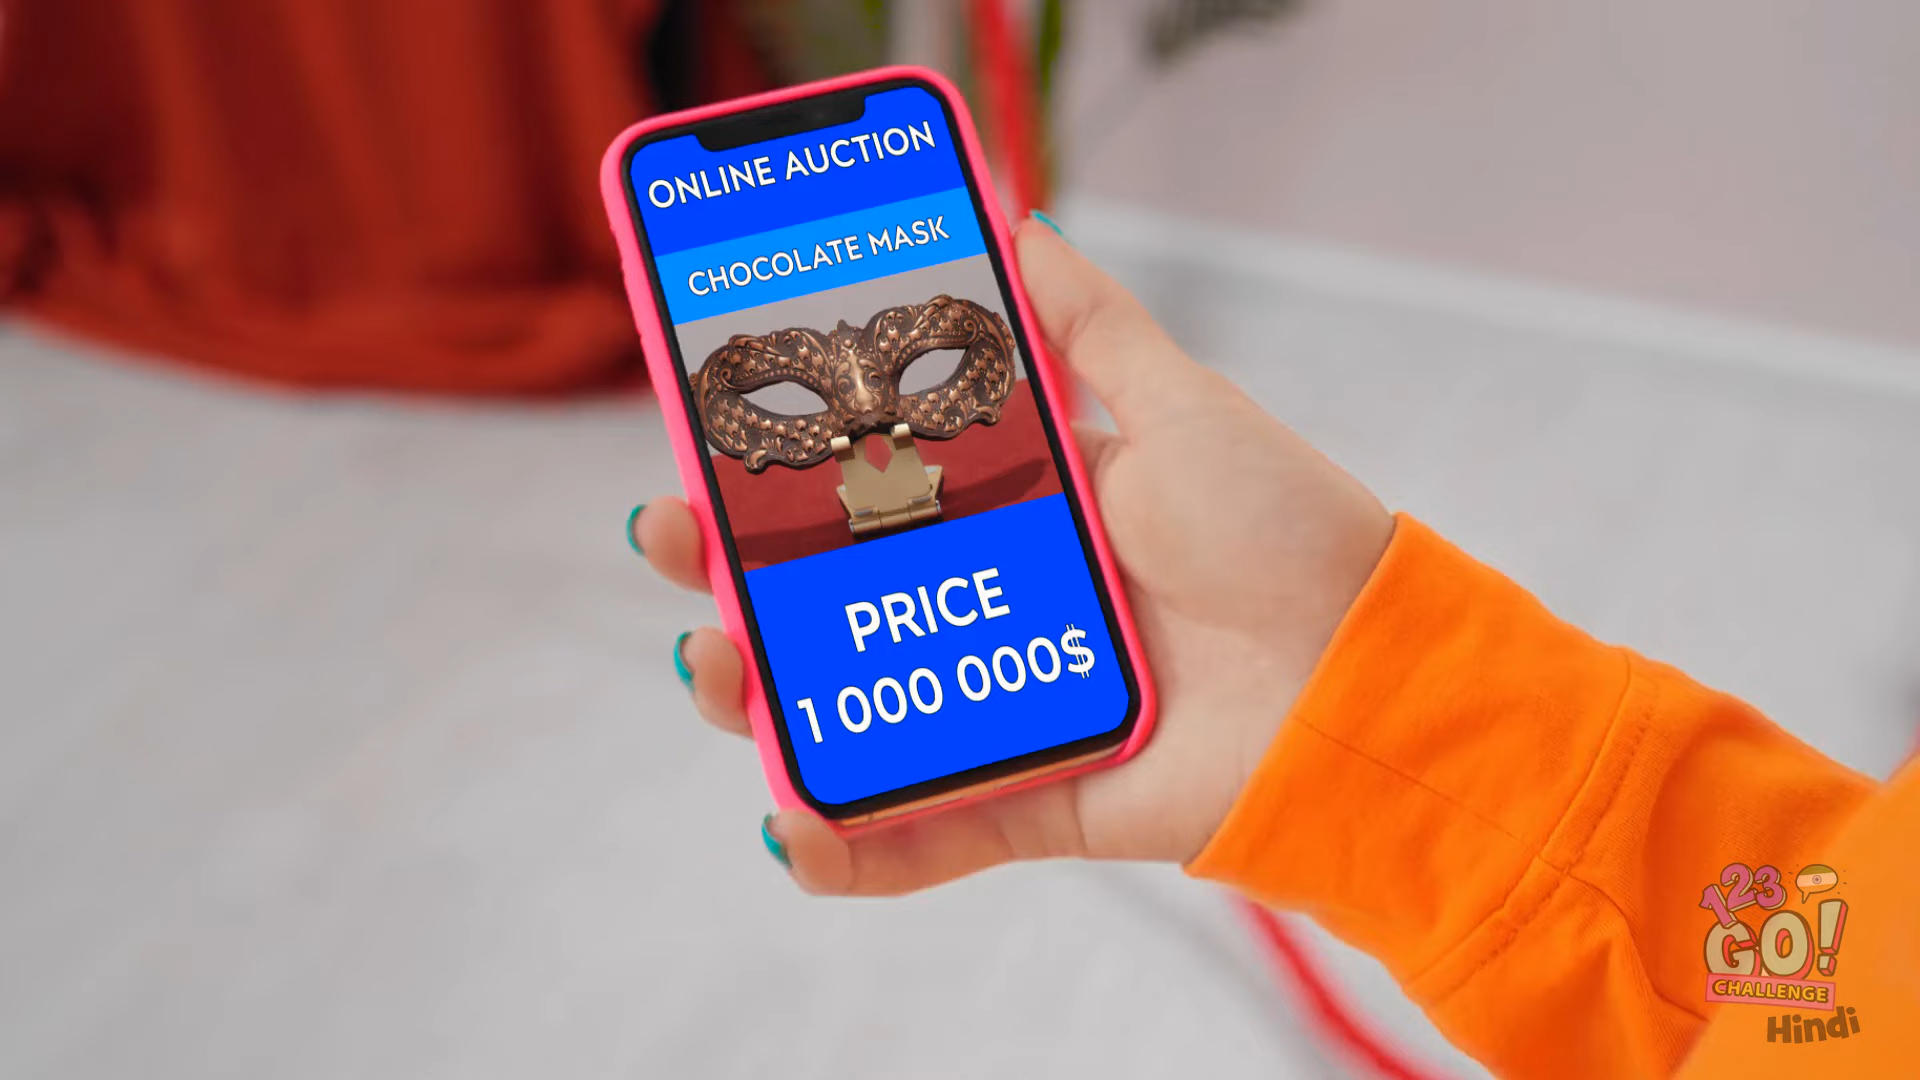 ONLINE AUCTION
CHOCOLATE MASK
PRICE
1 000 000$
123
GO!
CHALLENGE
Hindi